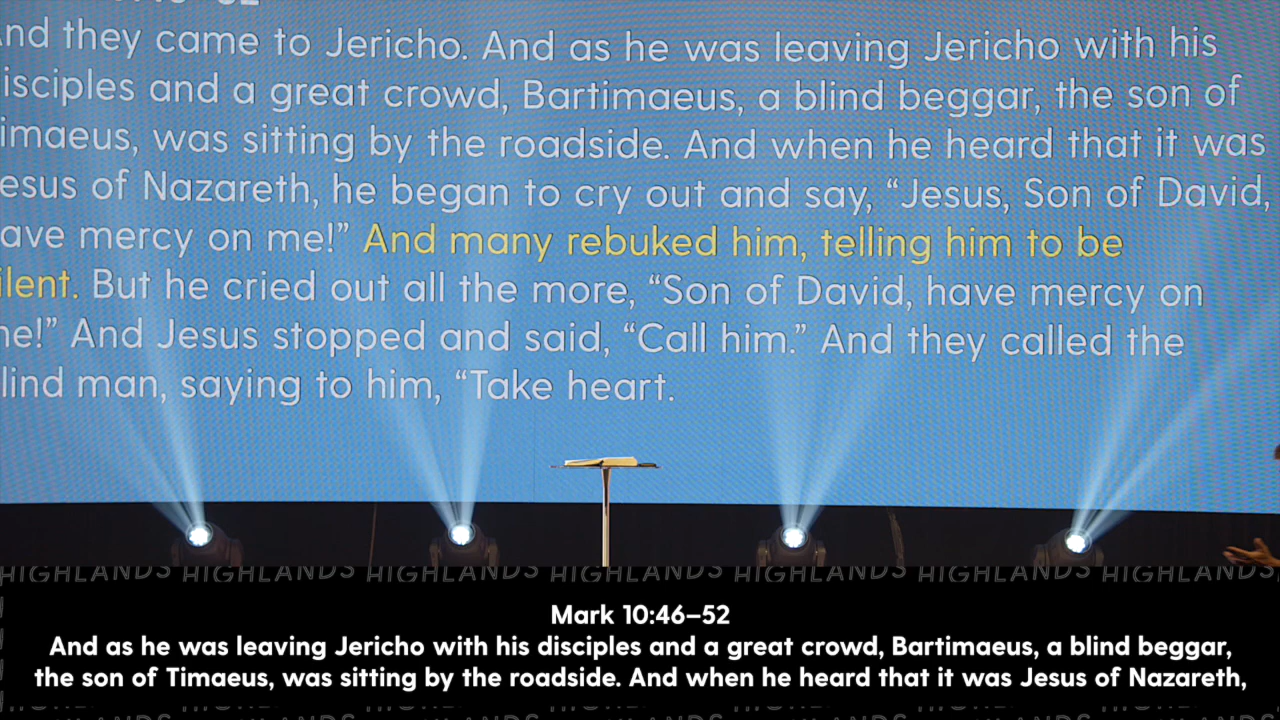 And they came to Jericho. And as he was leaving Jericho with his
isciples and a great crowd, Bartimaeus, a blind beggar, the son of
imaeus, was sitting by the roadside. And when he heard that it was
esus of Nazareth, he began to cry out and say, “Jesus, Son of David,
ave mercy on me!” And many rebuked him, telling him to be
ilent. But he cried out all the more, “Son of David, have mercy on
me!” And Jesus stopped and said, “Call him.” And they called the
lind man, saying to him, “Take heart.
HIGHLANDS HIGHLANDS HIGHLANDS HIGHLANDS HIGHLANDS HIGHLANDS HIGHLANDS
Mark 10:46–52
And as he was leaving Jericho with his disciples and a great crowd, Bartimaeus, a blind beggar,
the son of Timaeus, was sitting by the roadside. And when he heard that it was Jesus of Nazareth,